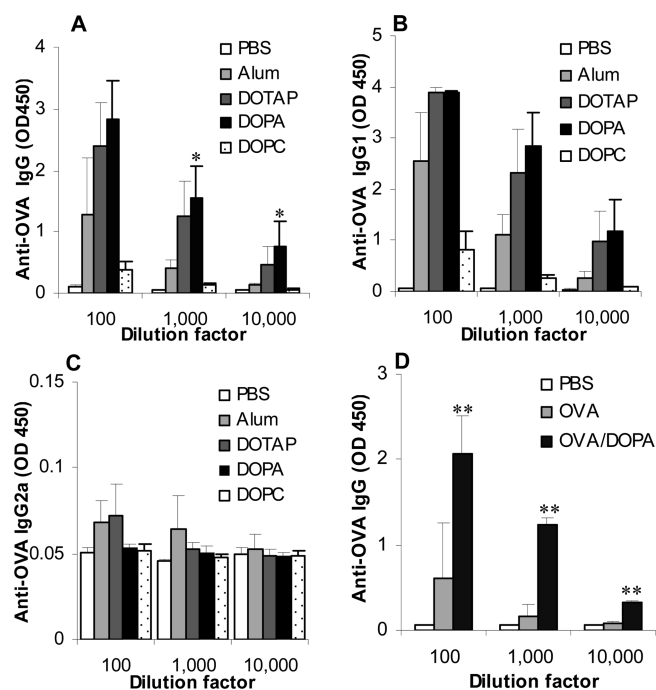 A
Anti-OVA IgG (OD450)
4
3
2
1
0
PBS
Alum
DOTAP
DOPA
DOPC
*
*
100 1,000 10,000
Dilution factor
B
Anti-OVA IgG1 (OD 450)
5
4
3
2
1
0
PBS
Alum
DOTAP
DOPA
DOPC
100 1,000 10,000
Dilution factor
C
Anti-OVA IgG2a (OD 450)
0.15
0.1
0.05
0
PBS
Alum
DOTAP
DOPA
DOPC
100 1,000 10,000
Dilution factor
D
Anti-OVA IgG (OD 450)
3
2
1
0
PBS
OVA
OVA/DOPA
**
**
**
100 1,000 10,000
Dilution factor